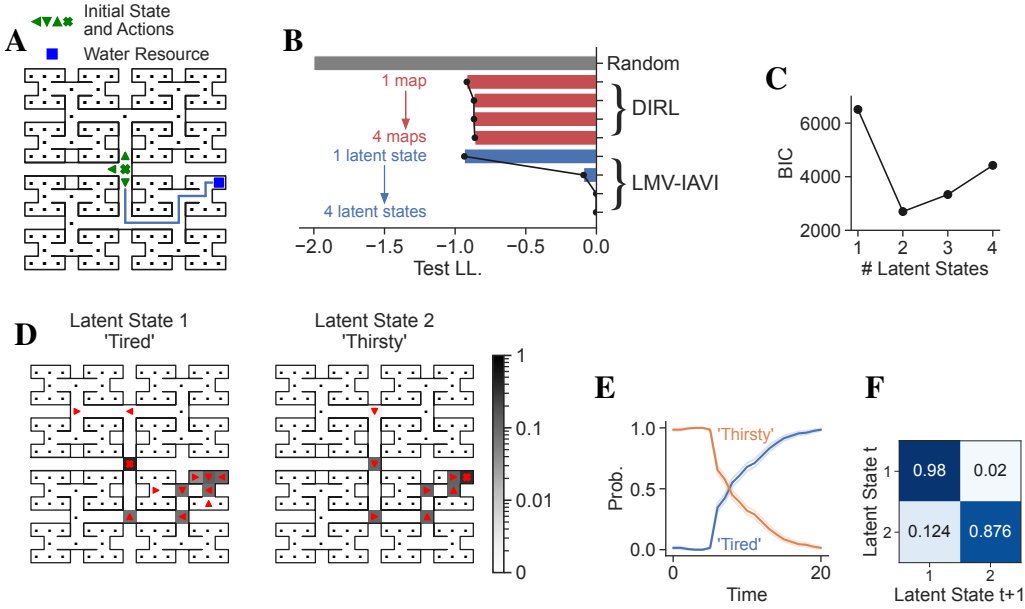 A
Initial State
and Actions
Water Resource
B
Random
1 map
4 maps
DIRL
1 latent state
4 latent states
LMV-IAVI
−2.0 −1.5 −1.0 −0.5 0.0
Test LL.
C
BIC
6000
4000
2000
1 2 3 4
# Latent States
D
Latent State 1
'Tired'
Latent State 2
'Thirsty'
1
0.1
0.01
0
E
Prob.
1.0
0.5
0.0
'Thirsty'
'Tired'
0 20
Time
F
Latent State t
1
2
0.98 0.02
0.124 0.876
1 2
Latent State t+1